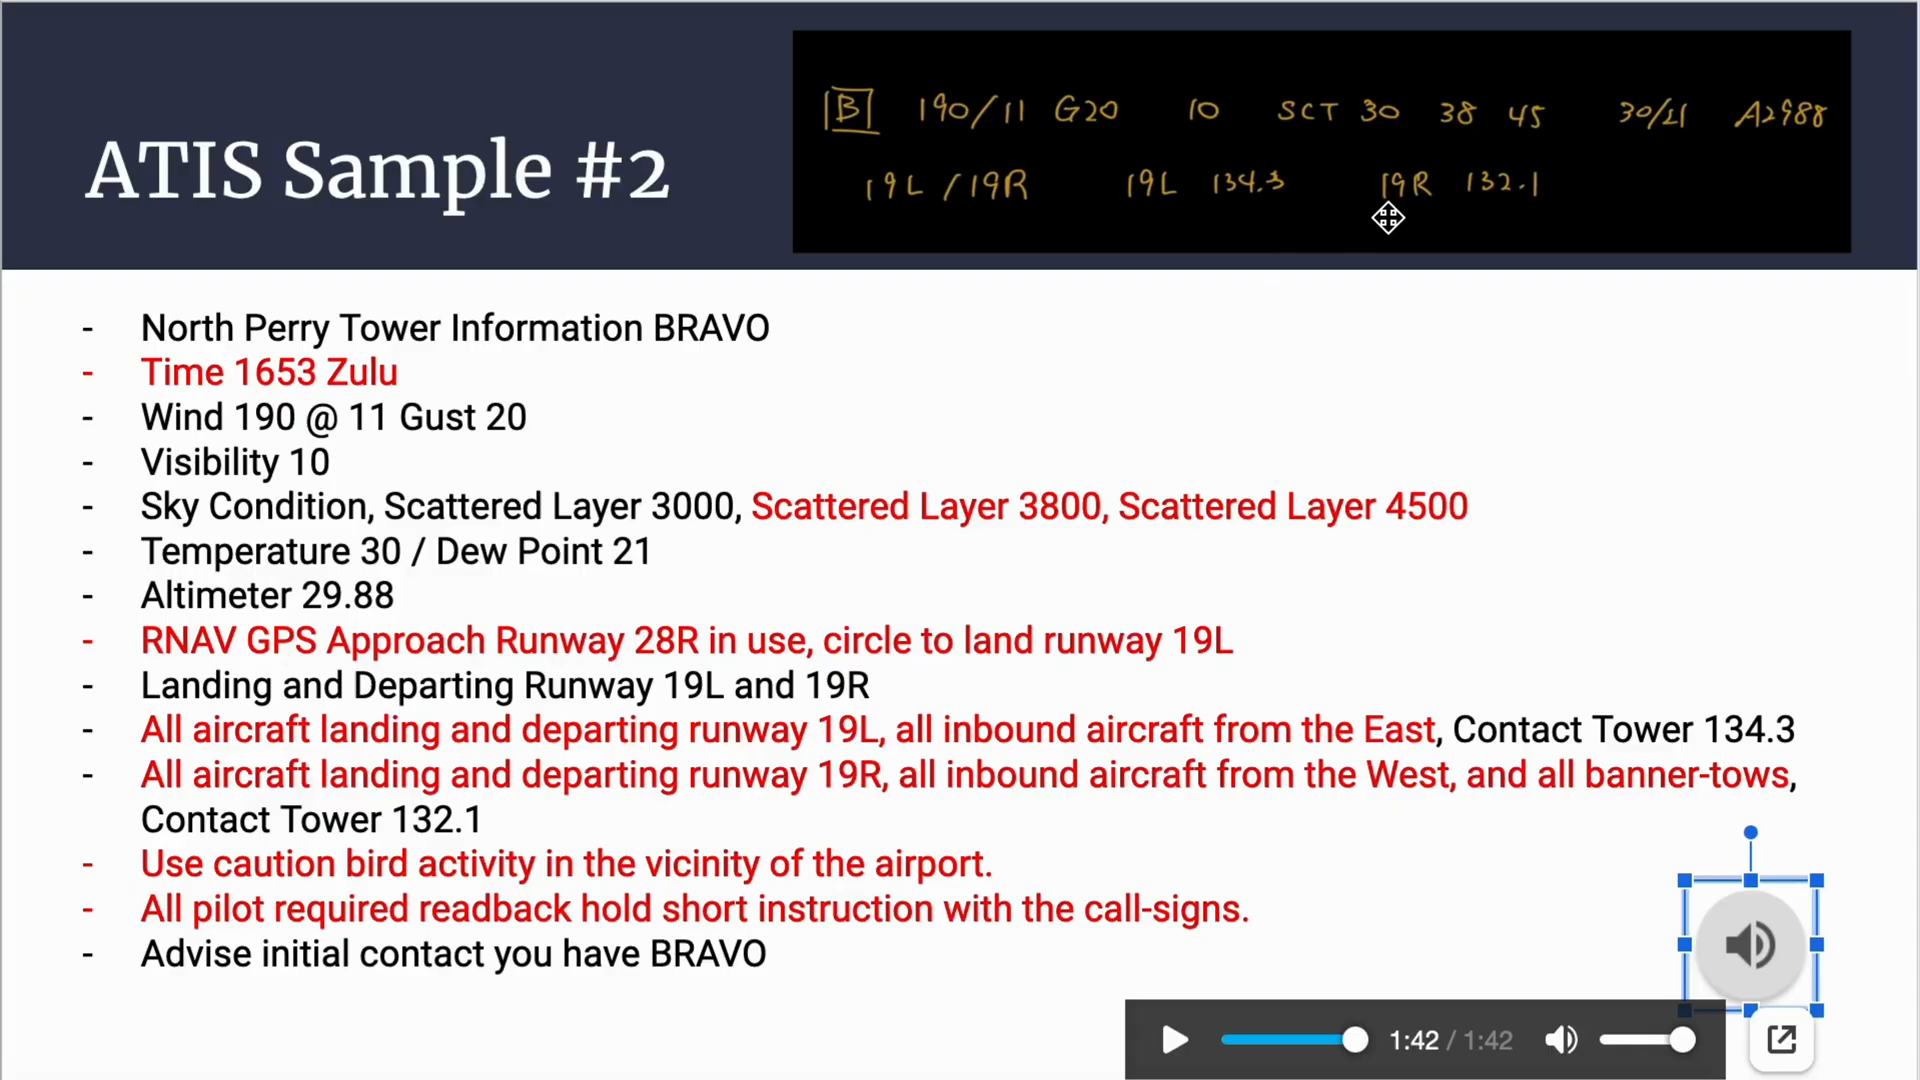 ATIS Sample #2
B 190/11 G20 10 SCT 30 38 45 30/21 A2988
19L / 19R 19L 134.3 19R 132.1
- North Perry Tower Information BRAVO
- Time 1653 Zulu
- Wind 190 @ 11 Gust 20
- Visibility 10
- Sky Condition, Scattered Layer 3000, Scattered Layer 3800, Scattered Layer 4500
- Temperature 30 / Dew Point 21
- Altimeter 29.88
- RNAV GPS Approach Runway 28R in use, circle to land runway 19L
- Landing and Departing Runway 19L and 19R
- All aircraft landing and departing runway 19L, all inbound aircraft from the East, Contact Tower 134.3
- All aircraft landing and departing runway 19R, all inbound aircraft from the West, and all banner-tows,
Contact Tower 132.1
- Use caution bird activity in the vicinity of the airport.
- All pilot required readback hold short instruction with the call-signs.
- Advise initial contact you have BRAVO
1:42 / 1:42